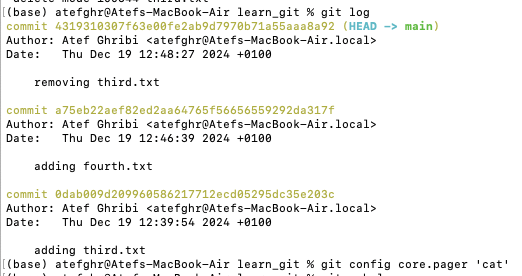 (base) atefghr@Atefs-MacBook-Air learn_git % git log
commit 4319310307f63e00fe2ab9d7970b71a55aaa8a92 (HEAD -> main)
Author: Atef Ghribi <atefghr@Atefs-MacBook-Air.local>
Date:   Thu Dec 19 12:48:27 2024 +0100
    removing third.txt
commit a75eb22aef82ed2aa64765f56656559292da317f
Author: Atef Ghribi <atefghr@Atefs-MacBook-Air.local>
Date:   Thu Dec 19 12:46:39 2024 +0100
    adding fourth.txt
commit 0dab009d209960586217712ecd05295dc35e203c
Author: Atef Ghribi <atefghr@Atefs-MacBook-Air.local>
Date:   Thu Dec 19 12:39:54 2024 +0100
    adding third.txt
(base) atefghr@Atefs-MacBook-Air learn_git % git config core.pager 'cat'